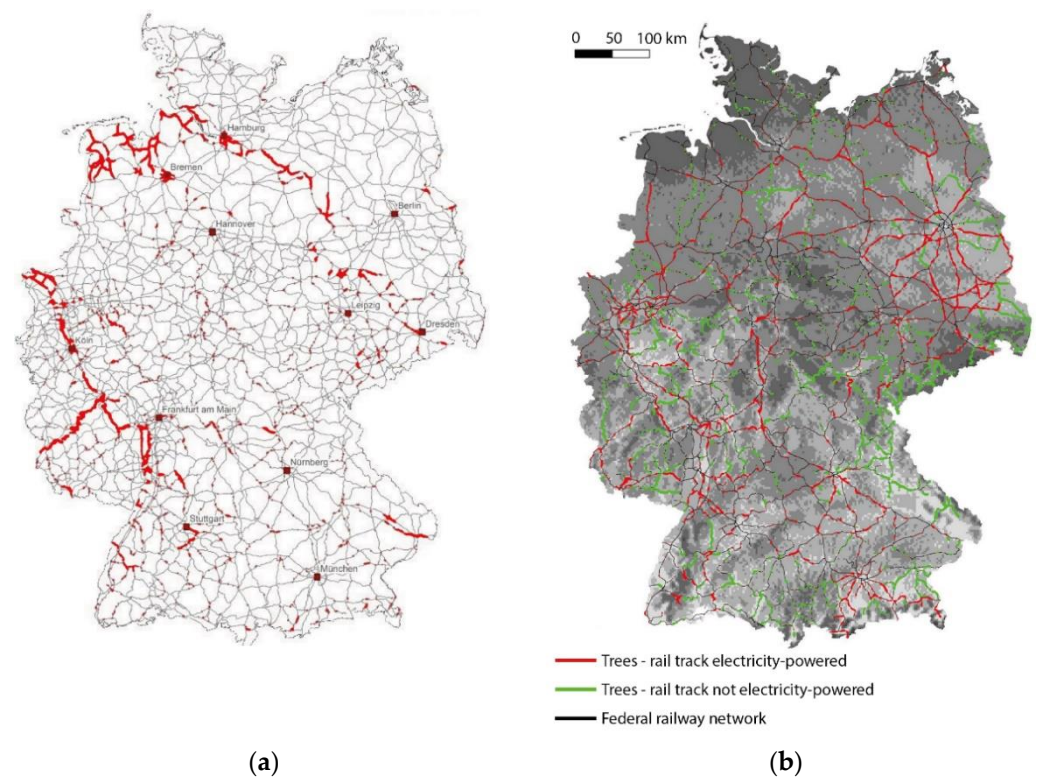 Hamburg
Bremen
Berlin
Hannover
Leipzig
Dresden
Köln
Frankfurt am Main
Nürnberg
Stuttgart
München
0 50 100 km
Trees - rail track electricity-powered
Trees - rail track not electricity-powered
Federal railway network
(a)
(b)